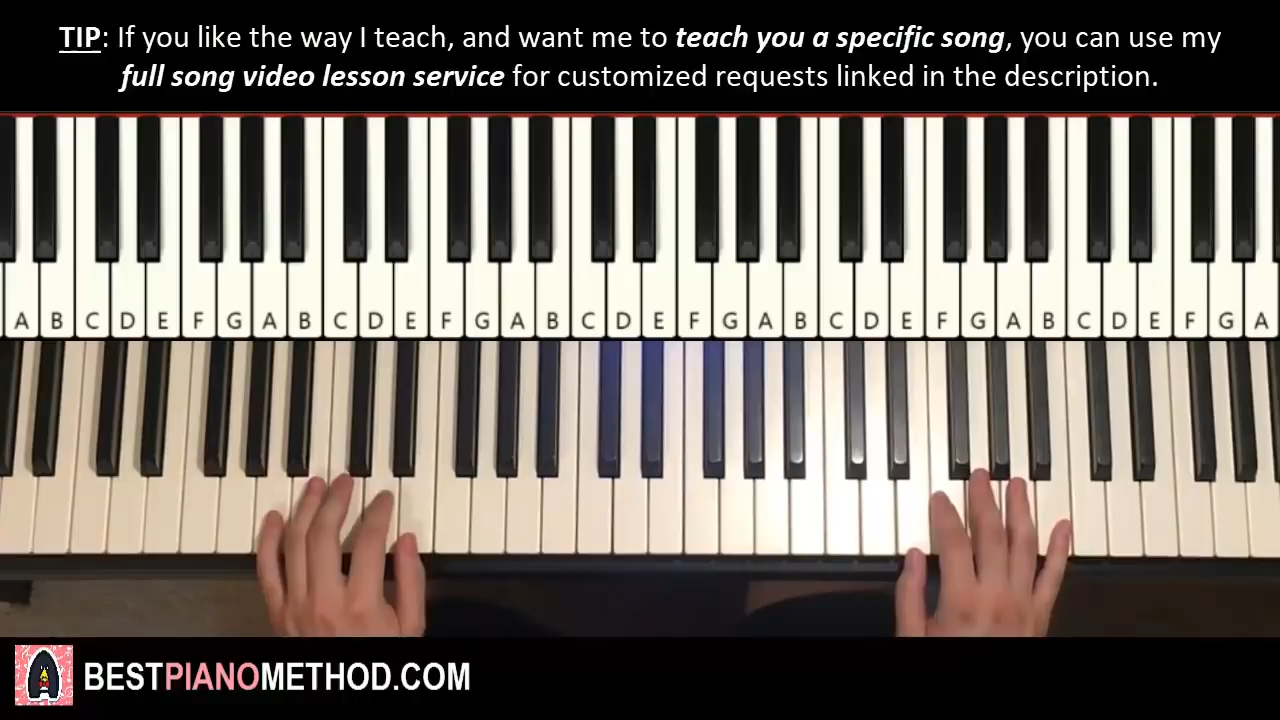 TIP: If you like the way I teach, and want me to teach you a specific song, you can use my
full song video lesson service for customized requests linked in the description.
A B C D E F G A B C D E F G A B C D E F G A B C D E F G A B C D E F G A
BESTPIANOMETHOD.COM